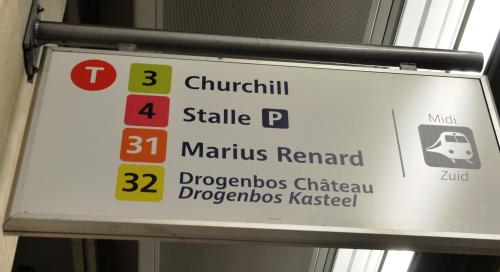 T 3 Churchill
4 Stalle P
31 Marius Renard
32 Drogenbos Château
Drogenbos Kasteel
Midi
Zuid